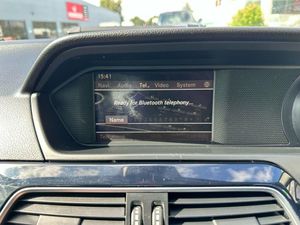 15:41
Navi Audio Tel. Video System
Ready for Bluetooth telephony...
Name